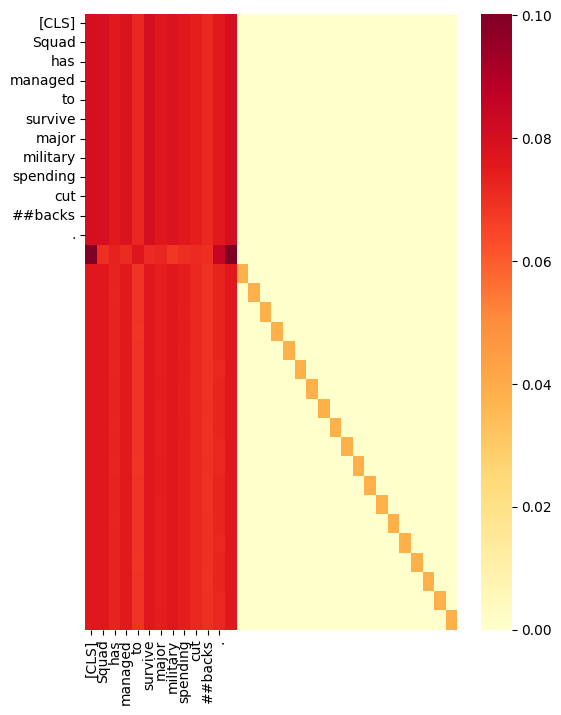 [CLS]
Squad
has
managed
to
survive
major
military
spending
cut
##backs
.
0.10
0.08
0.06
0.04
0.02
0.00
[CLS]
Squad
has
managed
to
survive
major
military
spending
cut
##backs
.